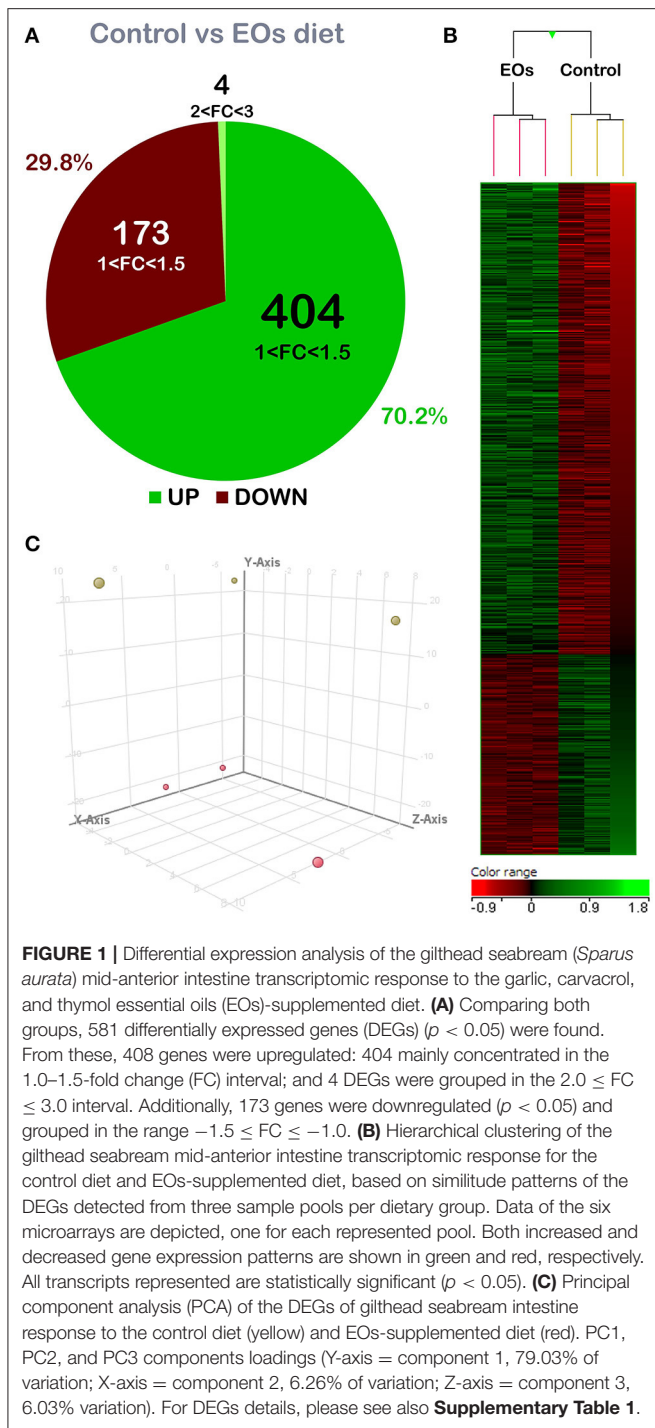 A
Control vs EOs diet
4
2<FC<3
29.8%
173
1<FC<1.5
404
1<FC<1.5
70.2%
UP DOWN
B
EOs Control
Color range
-0.9 0 0.9 1.8
C
Y-Axis
X-Axis
Z-Axis
FIGURE 1 | Differential expression analysis of the gilthead seabream (Sparus
aurata) mid-anterior intestine transcriptomic response to the garlic, carvacrol,
and thymol essential oils (EOs)-supplemented diet. (A) Comparing both
groups, 581 differentially expressed genes (DEGs) (p < 0.05) were found.
From these, 408 genes were upregulated: 404 mainly concentrated in the
1.0–1.5-fold change (FC) interval; and 4 DEGs were grouped in the 2.0 ≤ FC
≤ 3.0 interval. Additionally, 173 genes were downregulated (p < 0.05) and
grouped in the range −1.5 ≤ FC ≤ −1.0. (B) Hierarchical clustering of the
gilthead seabream mid-anterior intestine transcriptomic response for the
control diet and EOs-supplemented diet, based on similitude patterns of the
DEGs detected from three sample pools per dietary group. Data of the six
microarrays are depicted, one for each represented pool. Both increased and
decreased gene expression patterns are shown in green and red, respectively.
All transcripts represented are statistically significant (p < 0.05). (C) Principal
component analysis (PCA) of the DEGs of gilthead seabream intestine
response to the control diet (yellow) and EOs-supplemented diet (red). PC1,
PC2, and PC3 components loadings (Y-axis = component 1, 79.03% of
variation; X-axis = component 2, 6.26% of variation; Z-axis = component 3,
6.03% variation). For DEGs details, please see also Supplementary Table 1.